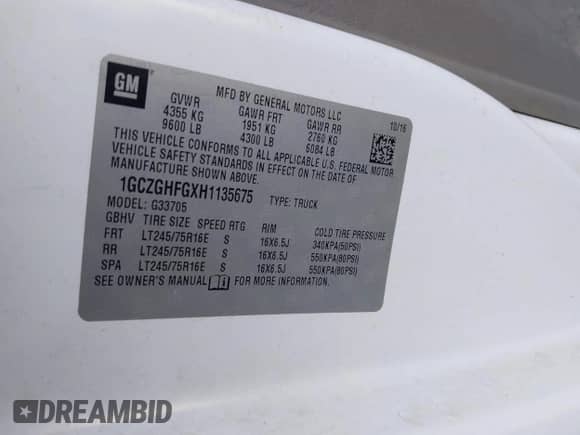 GM
MFD BY GENERAL MOTORS LLC
10/16
GVWR GAWR FRT GAWR RR
4355 KG 1951 KG 2760 KG
9600 LB 4300 LB 6084 LB
THIS VEHICLE CONFORMS TO ALL APPLICABLE U.S. FEDERAL MOTOR
VEHICLE SAFETY STANDARDS IN EFFECT ON THE DATE OF
MANUFACTURE SHOWN ABOVE.
1GCZGHFGXH1135675 TYPE: TRUCK
MODEL: G33705
GBHV TIRE SIZE SPEED RTG RIM COLD TIRE PRESSURE
FRT LT245/75R16E S 16X6.5J 340KPA(50PSI)
RR LT245/75R16E S 16X6.5J 550KPA(80PSI)
SPA LT245/75R16E S 16X6.5J 550KPA(80PSI)
SEE OWNER'S MANUAL FOR MORE INFORMATION
DREAMBID